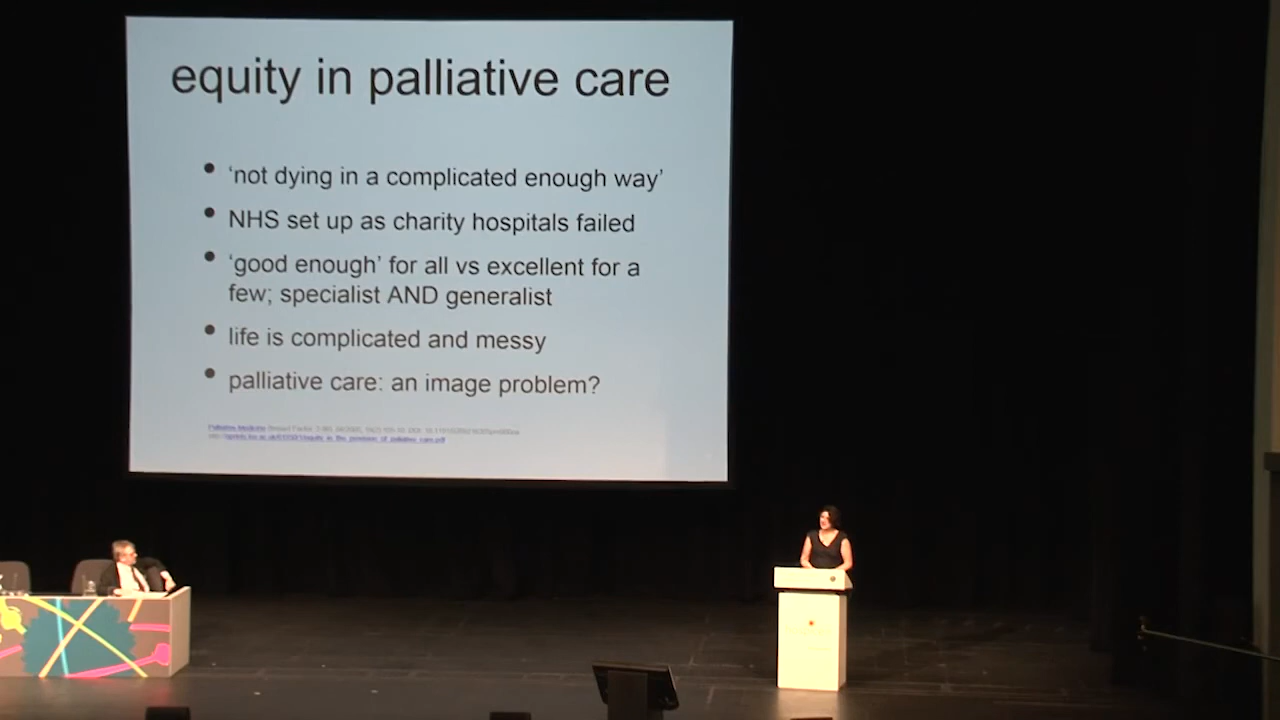 equity in palliative care
• ‘not dying in a complicated enough way’
• NHS set up as charity hospitals failed
• ‘good enough’ for all vs excellent for a
few; specialist AND generalist
• life is complicated and messy
• palliative care: an image problem?
Palliative Medicine